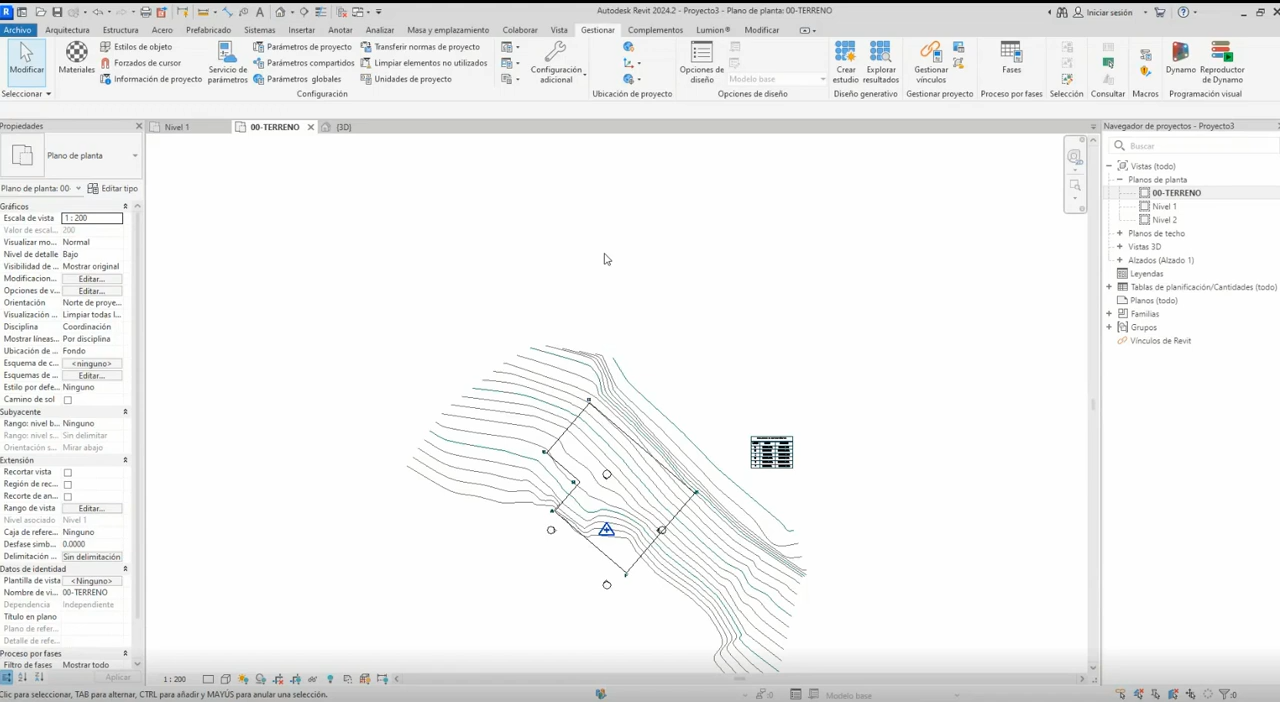 Autodesk Revit 2024.2 - Proyecto3 - Plano de planta: 00-TERRENO
Iniciar sesión
Archivo Arquitectura Estructura Acero Prefabricado Sistemas Insertar Anotar Analizar Masa y emplazamiento Colaborar Vista Gestionar Complementos Lumion® Modificar
Modificar
Materiales
Estilos de objeto
Forzados de cursor
Información de proyecto
Servicio de parámetros
Parámetros de proyecto
Parámetros compartidos
Parámetros globales
Transferir normas de proyecto
Limpiar elementos no utilizados
Unidades de proyecto
Configuración adicional
Opciones de diseño
Modelo base
Crear estudio
Explorar resultados
Gestionar vínculos
Fases
Dynamo
Reproductor de Dynamo
Seleccionar
Configuración
Ubicación de proyecto
Opciones de diseño
Diseño generativo
Gestionar proyecto
Proceso por fases
Selección
Consultar
Macros
Programación visual
Propiedades
Nivel 1
00-TERRENO
{3D}
Navegador de proyectos - Proyecto3
Plano de planta
Plano de planta: 00-
Editar tipo
Gráficos
Escala de vista 1 : 200
Valor de escal... 200
Visualizar mo... Normal
Nivel de detalle Bajo
Visibilidad de ... Mostrar original
Modificacion... Editar...
Opciones de v... Editar...
Orientación Norte de proye...
Visualización ... Limpiar todas l...
Disciplina Coordinación
Mostrar líneas... Por disciplina
Ubicación de ... Fondo
Esquema de c... <ninguno>
Esquemas de ... Editar...
Estilo por defe... Ninguno
Camino de sol
Subyacente
Rango: nivel b... Ninguno
Rango: nivel s... Sin delimitar
Orientación s... Mirar abajo
Extensión
Recortar vista
Región de rec...
Recorte de an...
Rango de vista Editar...
Nivel asociado Nivel 1
Caja de refere... Ninguno
Desfase simb... 0.0000
Delimitación ... Sin delimitación
Datos de identidad
Plantilla de vista <Ninguno>
Nombre de vi... 00-TERRENO
Dependencia Independiente
Título en plano
Plano de refer...
Detalle de refe...
Proceso por fases
Filtro de fases Mostrar todo
Aplicar
Buscar
Vistas (todo)
Planos de planta
00-TERRENO
Nivel 1
Nivel 2
Planos de techo
Vistas 3D
Alzados (Alzado 1)
Leyendas
Tablas de planificación/Cantidades (todo)
Planos (todo)
Familias
Grupos
Vínculos de Revit
1 : 200
Clic para seleccionar, TAB para alternar, CTRL para añadir y MAYÚS para anular una selección.
:0
Modelo base
:0